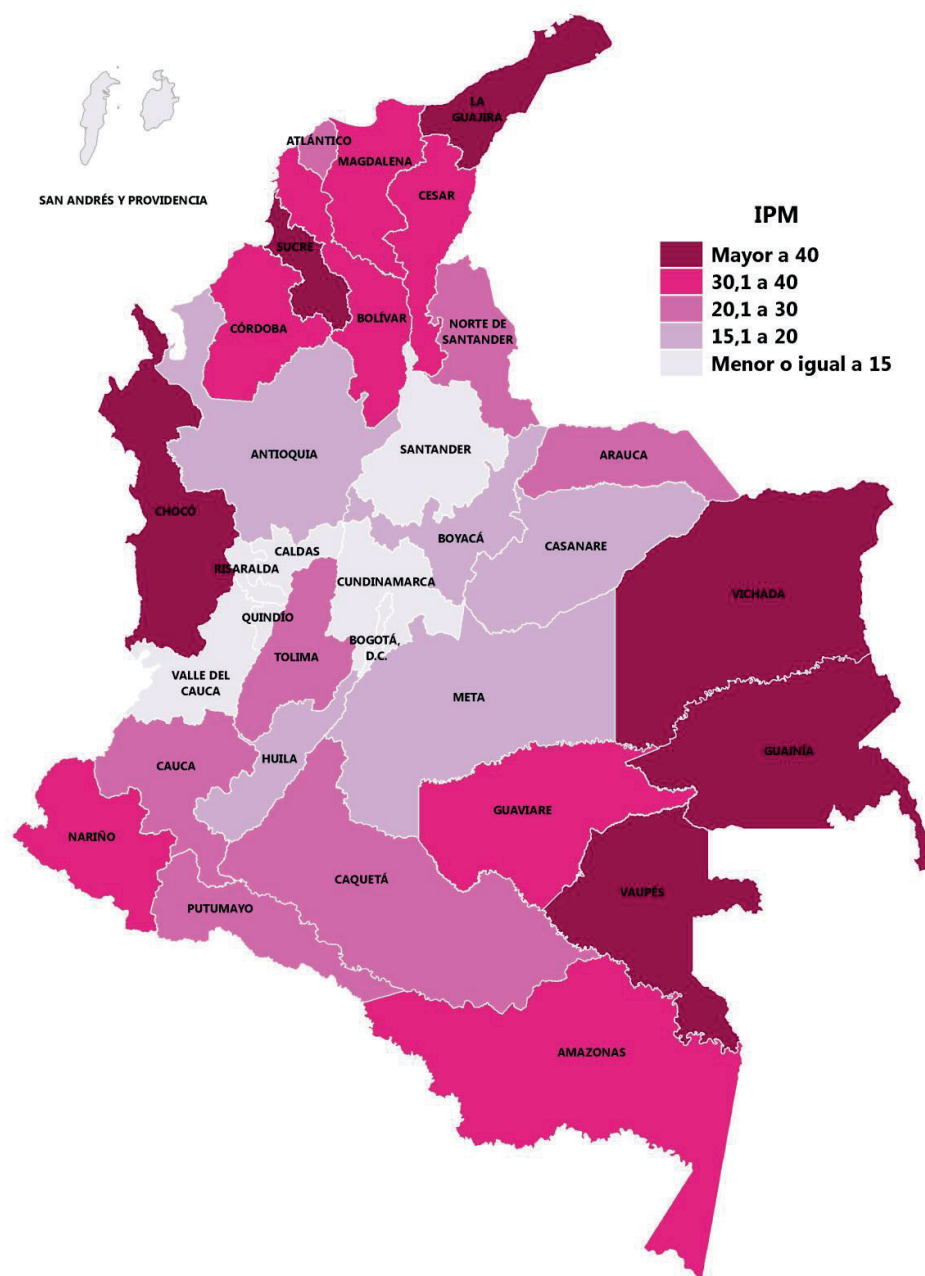 LA
GUAJIRA
ATLÁNTICO
MAGDALENA
CESAR
SAN ANDRÉS Y PROVIDENCIA
IPM
Mayor a 40
30,1 a 40
20,1 a 30
15,1 a 20
Menor o igual a 15
SUCRE
CÓRDOBA
BOLÍVAR
NORTE DE
SANTANDER
ANTIOQUIA
SANTANDER
ARAUCA
CHOCÓ
BOYACÁ
CASANARE
CALDAS
RISARALDA
CUNDINAMARCA
VICHADA
QUINDÍO
BOGOTÁ,
D.C.
TOLIMA
VALLE DEL
CAUCA
META
GUAINÍA
HUILA
CAUCA
GUAVIARE
NARIÑO
CAQUETÁ
VAUPÉS
PUTUMAYO
AMAZONAS